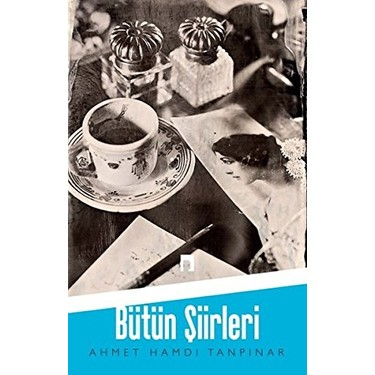 Bütün Şiirleri
AHMET HAMDİ TANPINAR